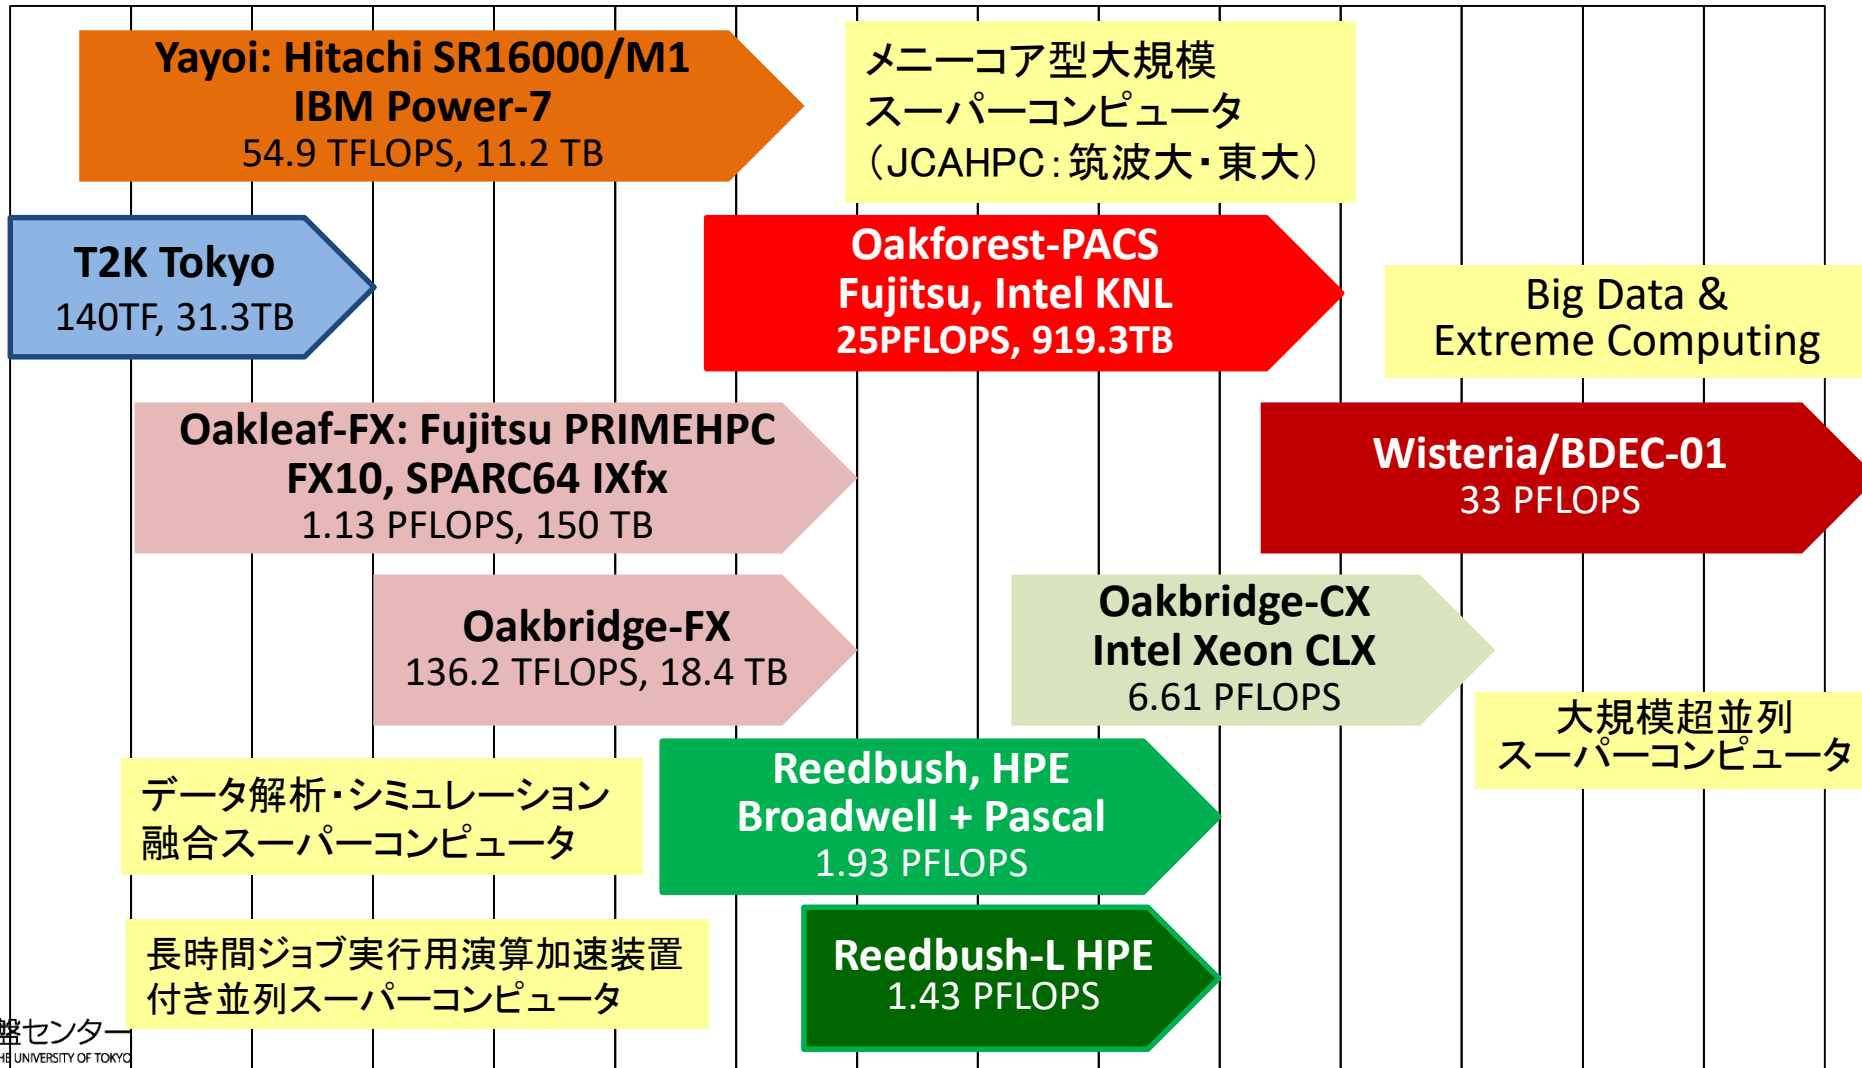 Yayoi: Hitachi SR16000/M1
IBM Power-7
54.9 TFLOPS, 11.2 TB
メニーコア型大規模
スーパーコンピュータ
（JCAHPC：筑波大・東大）
T2K Tokyo
140TF, 31.3TB
Oakforest-PACS
Fujitsu, Intel KNL
25PFLOPS, 919.3TB
Big Data &
Extreme Computing
Oakleaf-FX: Fujitsu PRIMEHPC
FX10, SPARC64 IXfx
1.13 PFLOPS, 150 TB
Wisteria/BDEC-01
33 PFLOPS
Oakbridge-FX
136.2 TFLOPS, 18.4 TB
Oakbridge-CX
Intel Xeon CLX
6.61 PFLOPS
大規模超並列
スーパーコンピュータ
データ解析・シミュレーション
融合スーパーコンピュータ
Reedbush, HPE
Broadwell + Pascal
1.93 PFLOPS
長時間ジョブ実行用演算加速装置
付き並列スーパーコンピュータ
Reedbush-L HPE
1.43 PFLOPS
盤センター
THE UNIVERSITY OF TOKYO